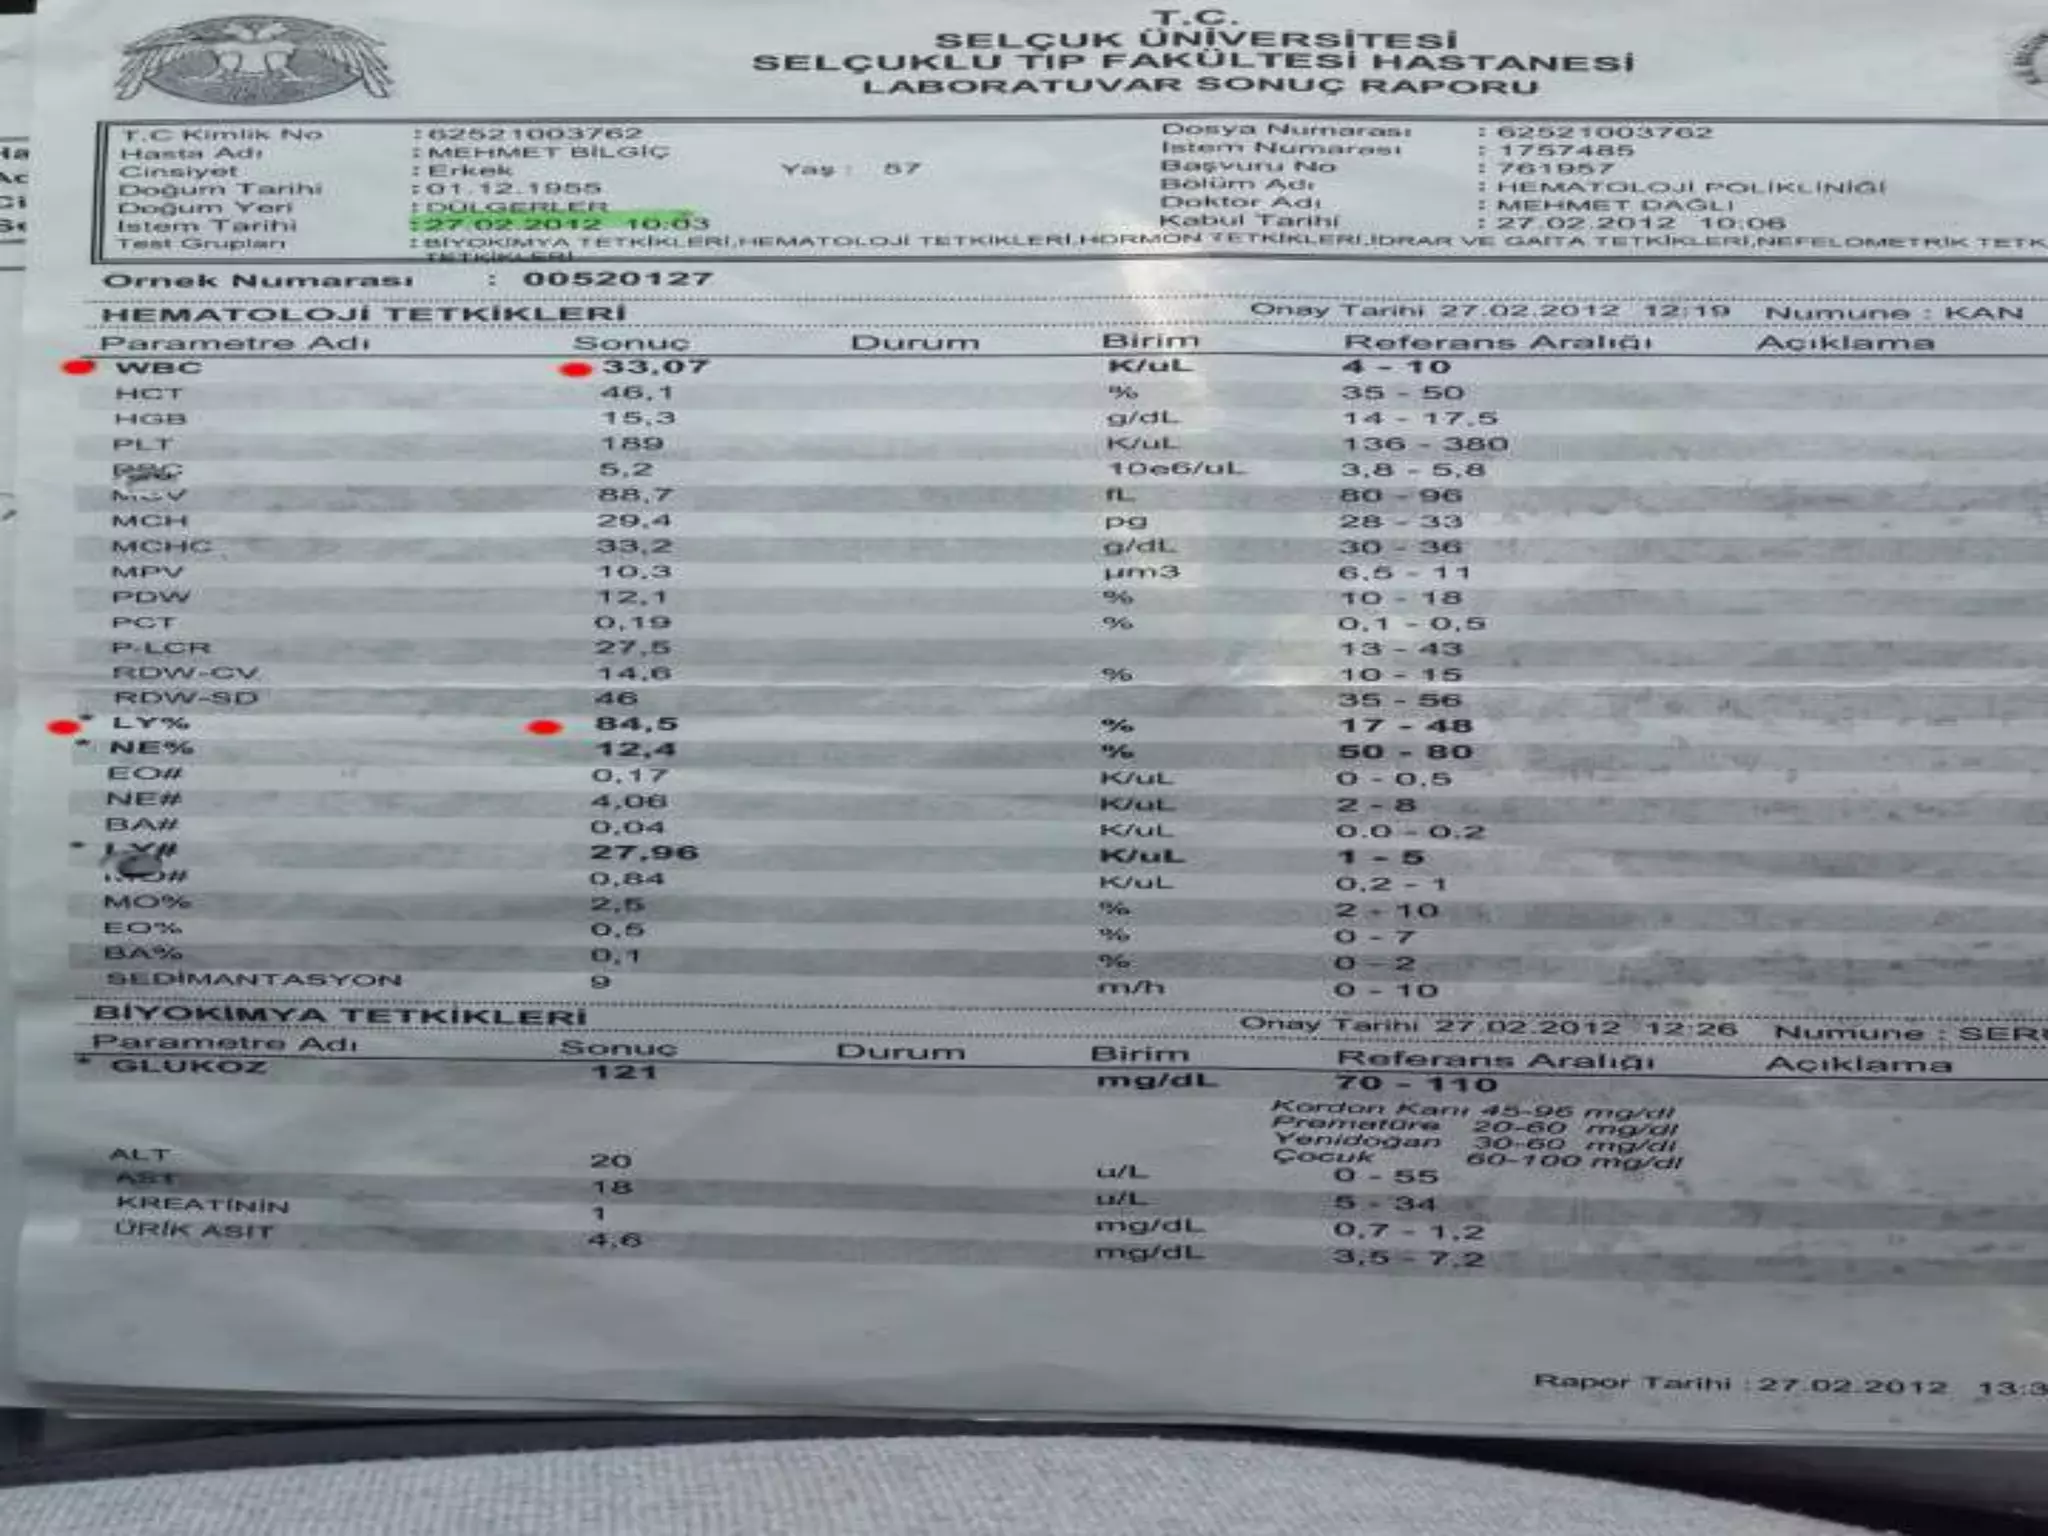 T.C.
SELÇUK ÜNİVERSİTESİ
SELÇUKLU TIP FAKÜLTESİ HASTANESİ
LABORATUVAR SONUÇ RAPORU
T.C Kimlik No : 62521003762 Dosya Numarası : 62521003762
Hasta Adı : MEHMET BİLGİÇ İstem Numarası : 1757485
Cinsiyet : Erkek Yaş : 57 Başvuru No : 761957
Doğum Tarihi : 01.12.1955 Bölüm Adı : HEMATOLOJİ POLİKLİNİĞİ
Doğum Yeri : DÜLGERLER Doktor Adı : MEHMET DAĞLI
İstem Tarihi : 27.02.2012 10:03 Kabul Tarihi : 27.02.2012 10:06
Test Grupları : BİYOKİMYA TETKİKLERİ,HEMATOLOJİ TETKİKLERİ,HORMON TETKİKLERİ,İDRAR VE GAİTA TETKİKLERİ,NEFELOMETRİK TETK
TETKİKLERİ
Örnek Numarası : 00520127
HEMATOLOJİ TETKİKLERİ Onay Tarihi 27.02.2012 12:19 Numune : KAN
Parametre Adı Sonuç Durum Birim Referans Aralığı Açıklama
* WBC 33,07 K/uL 4 - 10
HCT 46,1 % 35 - 50
HGB 15,3 g/dL 14 - 17,5
PLT 189 K/uL 136 - 380
RBC 5,2 10e6/uL 3,8 - 5,8
MCV 88,7 fL 80 - 96
MCH 29,4 pg 28 - 33
MCHC 33,2 g/dL 30 - 36
MPV 10,3 µm3 6,5 - 11
PDW 12,1 % 10 - 18
PCT 0,19 % 0,1 - 0,5
P-LCR 27,5 13 - 43
RDW-CV 14,6 % 10 - 15
RDW-SD 46 35 - 56
* LY% 84,5 % 17 - 48
* NE% 12,4 % 50 - 80
EO# 0,17 K/uL 0 - 0,5
NE# 4,06 K/uL 2 - 8
BA# 0,04 K/uL 0.0 - 0.2
* LY# 27,96 K/uL 1 - 5
MO# 0,84 K/uL 0,2 - 1
MO% 2,5 % 2 - 10
EO% 0,5 % 0 - 7
BA% 0,1 % 0 - 2
SEDİMANTASYON 9 m/h 0 - 10
BİYOKİMYA TETKİKLERİ Onay Tarihi 27.02.2012 12:26 Numune : SERU
Parametre Adı Sonuç Durum Birim Referans Aralığı Açıklama
* GLUKOZ 121 mg/dL 70 - 110
Kordon Kanı 45-96 mg/dl
Prematüre 20-60 mg/dl
Yenidoğan 30-60 mg/dl
Çocuk 60-100 mg/dl
ALT 20 u/L 0 - 55
AST 18 u/L 5 - 34
KREATİNİN 1 mg/dL 0,7 - 1,2
ÜRİK ASİT 4,6 mg/dL 3,5 - 7,2
Rapor Tarihi : 27.02.2012 13:3